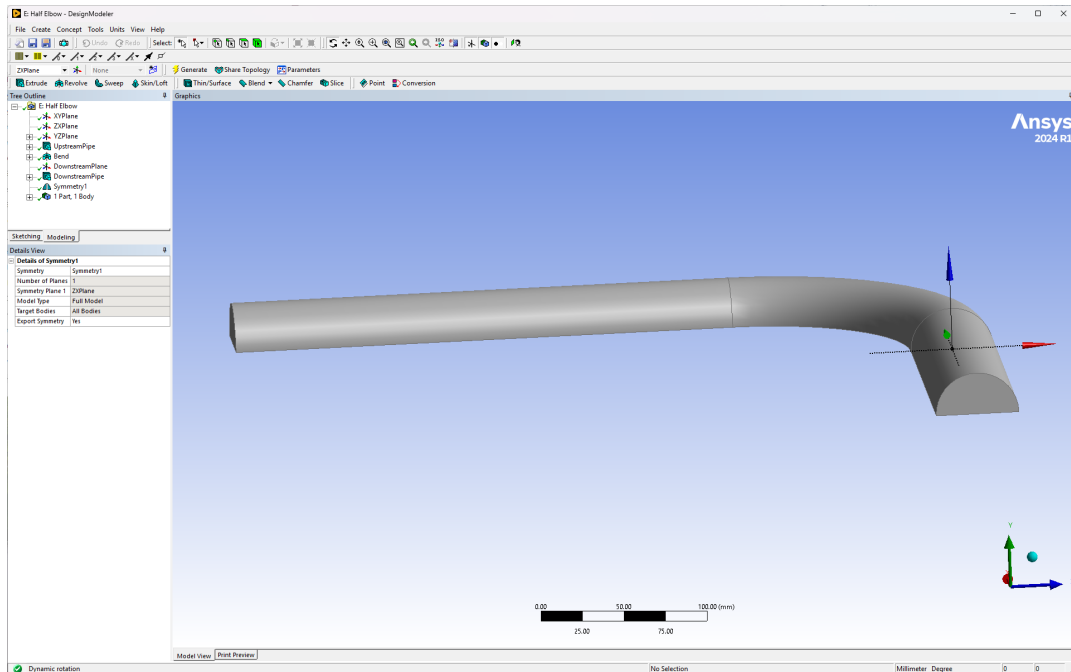 E: Half Elbow - DesignModeler
File Create Concept Tools Units View Help
Undo Redo Select:
ZXPlane None Generate Share Topology Parameters
Extrude Revolve Sweep Skin/Loft Thin/Surface Blend Chamfer Slice Point Conversion
Tree Outline
E: Half Elbow
XYPlane
ZXPlane
YZPlane
UpstreamPipe
Bend
DownstreamPlane
DownstreamPipe
Symmetry1
1 Part, 1 Body
Sketching Modeling
Details View
Details of Symmetry1
Symmetry Symmetry1
Number of Planes 1
Symmetry Plane 1 ZXPlane
Model Type Full Model
Target Bodies All Bodies
Export Symmetry Yes
Graphics
Ansys
2024 R1
Y
0.00 50.00 100.00 (mm)
25.00 75.00
Model View Print Preview
Dynamic rotation No Selection Millimeter Degree 0 0